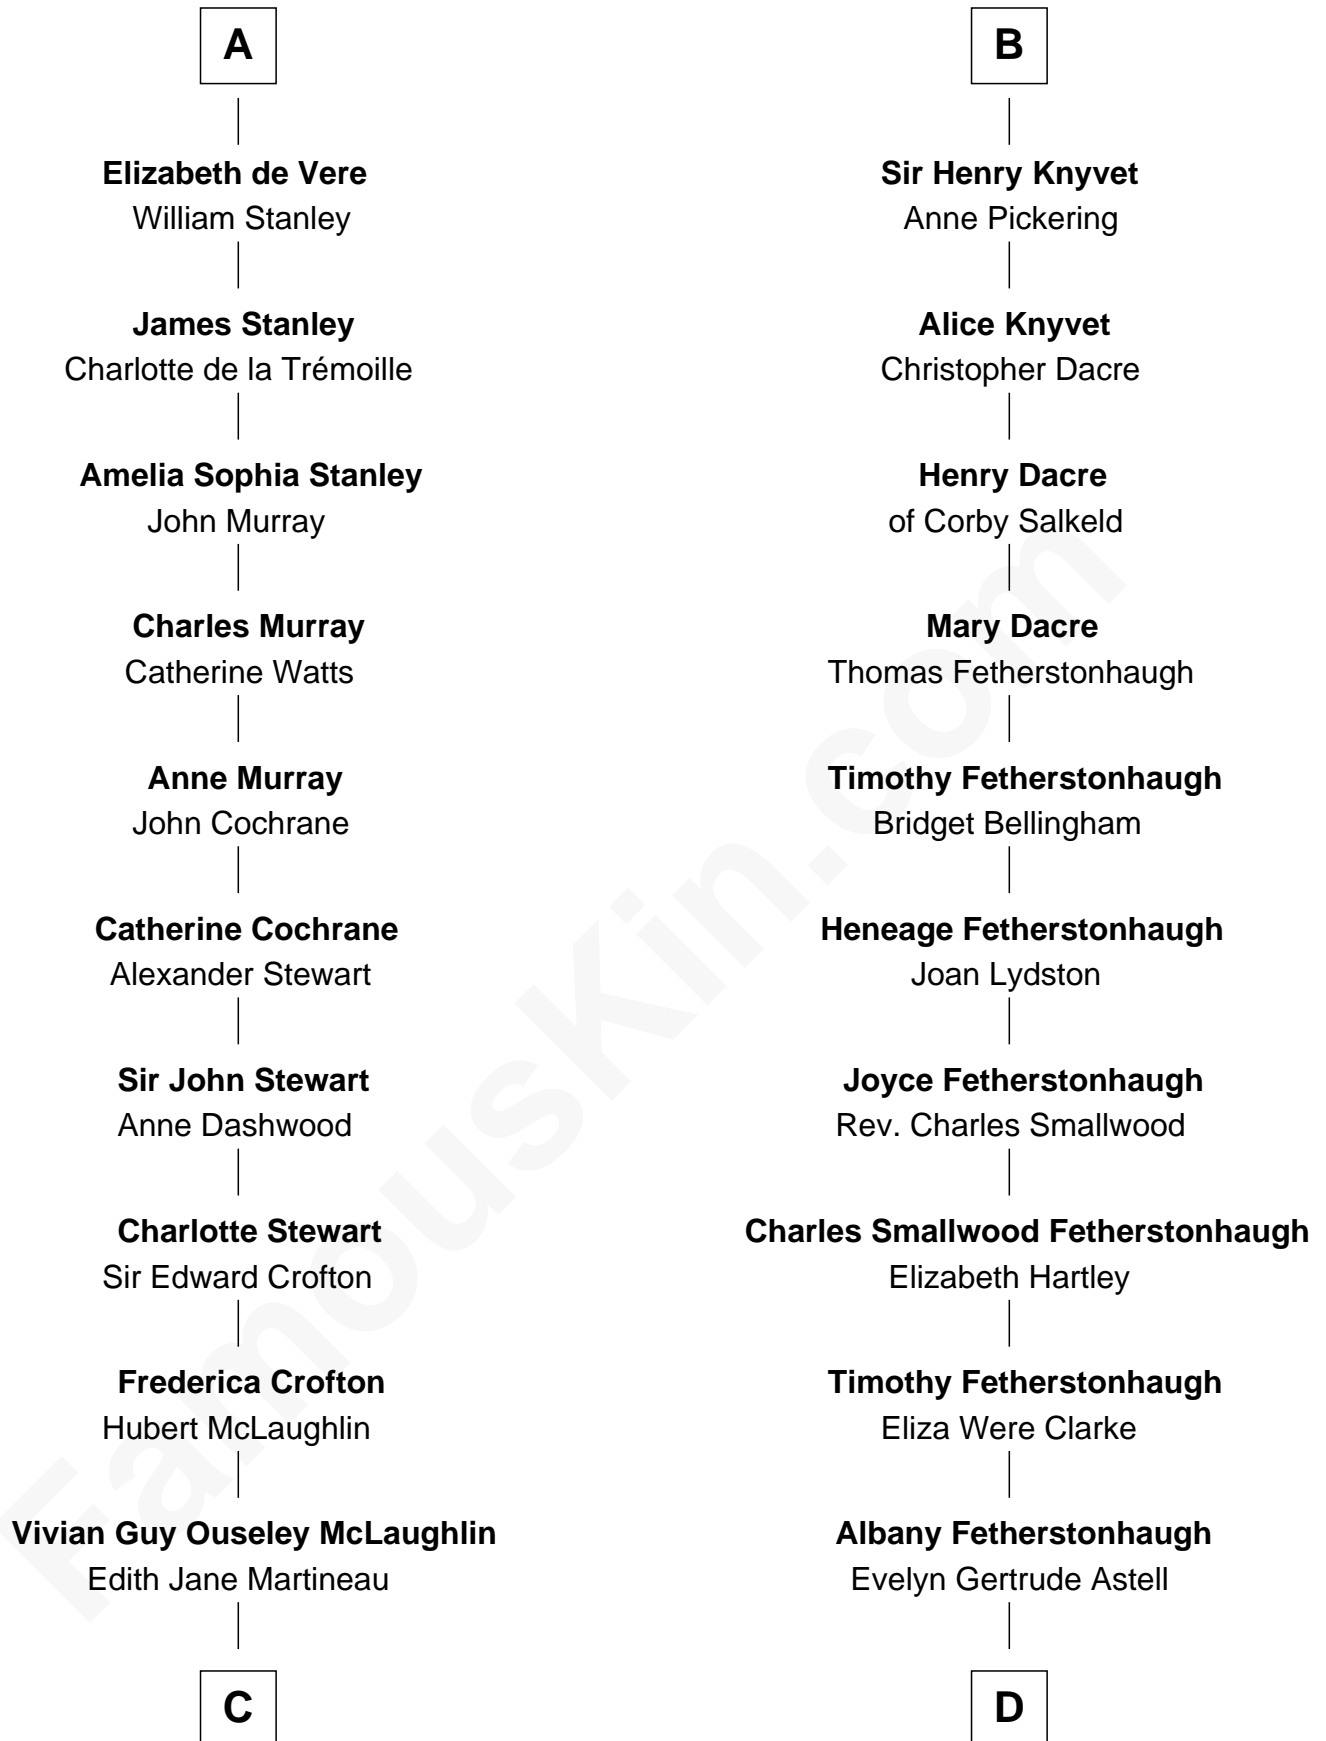 A
Elizabeth de Vere
William Stanley
James Stanley
Charlotte de la Trémoille
Amelia Sophia Stanley
John Murray
Charles Murray
Catherine Watts
Anne Murray
John Cochrane
Catherine Cochrane
Alexander Stewart
Sir John Stewart
Anne Dashwood
Charlotte Stewart
Sir Edward Crofton
Frederica Crofton
Hubert McLaughlin
Vivian Guy Ouseley McLaughlin
Edith Jane Martineau
C
B
Sir Henry Knyvet
Anne Pickering
Alice Knyvet
Christopher Dacre
Henry Dacre
of Corby Salkeld
Mary Dacre
Thomas Fetherstonhaugh
Timothy Fetherstonhaugh
Bridget Bellingham
Heneage Fetherstonhaugh
Joan Lydston
Joyce Fetherstonhaugh
Rev. Charles Smallwood
Charles Smallwood Fetherstonhaugh
Elizabeth Hartley
Timothy Fetherstonhaugh
Eliza Were Clarke
Albany Fetherstonhaugh
Evelyn Gertrude Astell
D
FamousKin.com